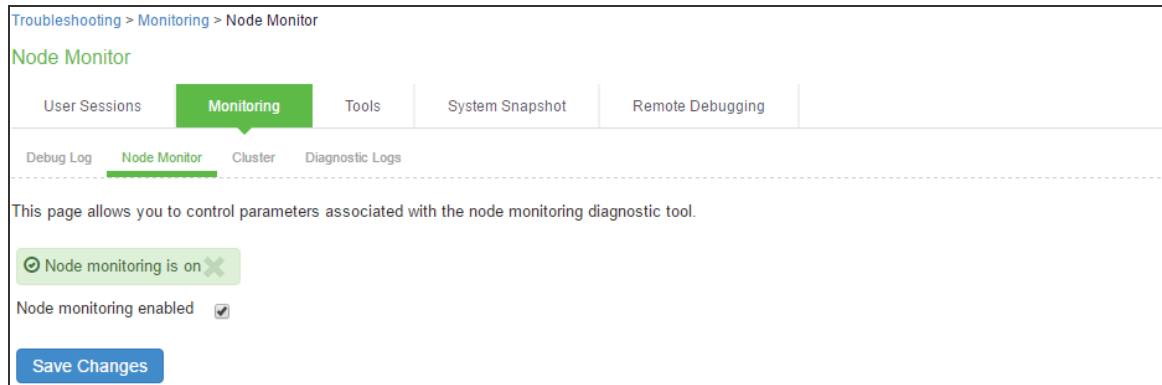 Troubleshooting > Monitoring > Node Monitor
Node Monitor
User Sessions Monitoring Tools System Snapshot Remote Debugging
Debug Log Node Monitor Cluster Diagnostic Logs
This page allows you to control parameters associated with the node monitoring diagnostic tool.
Node monitoring is on
Node monitoring enabled
Save Changes